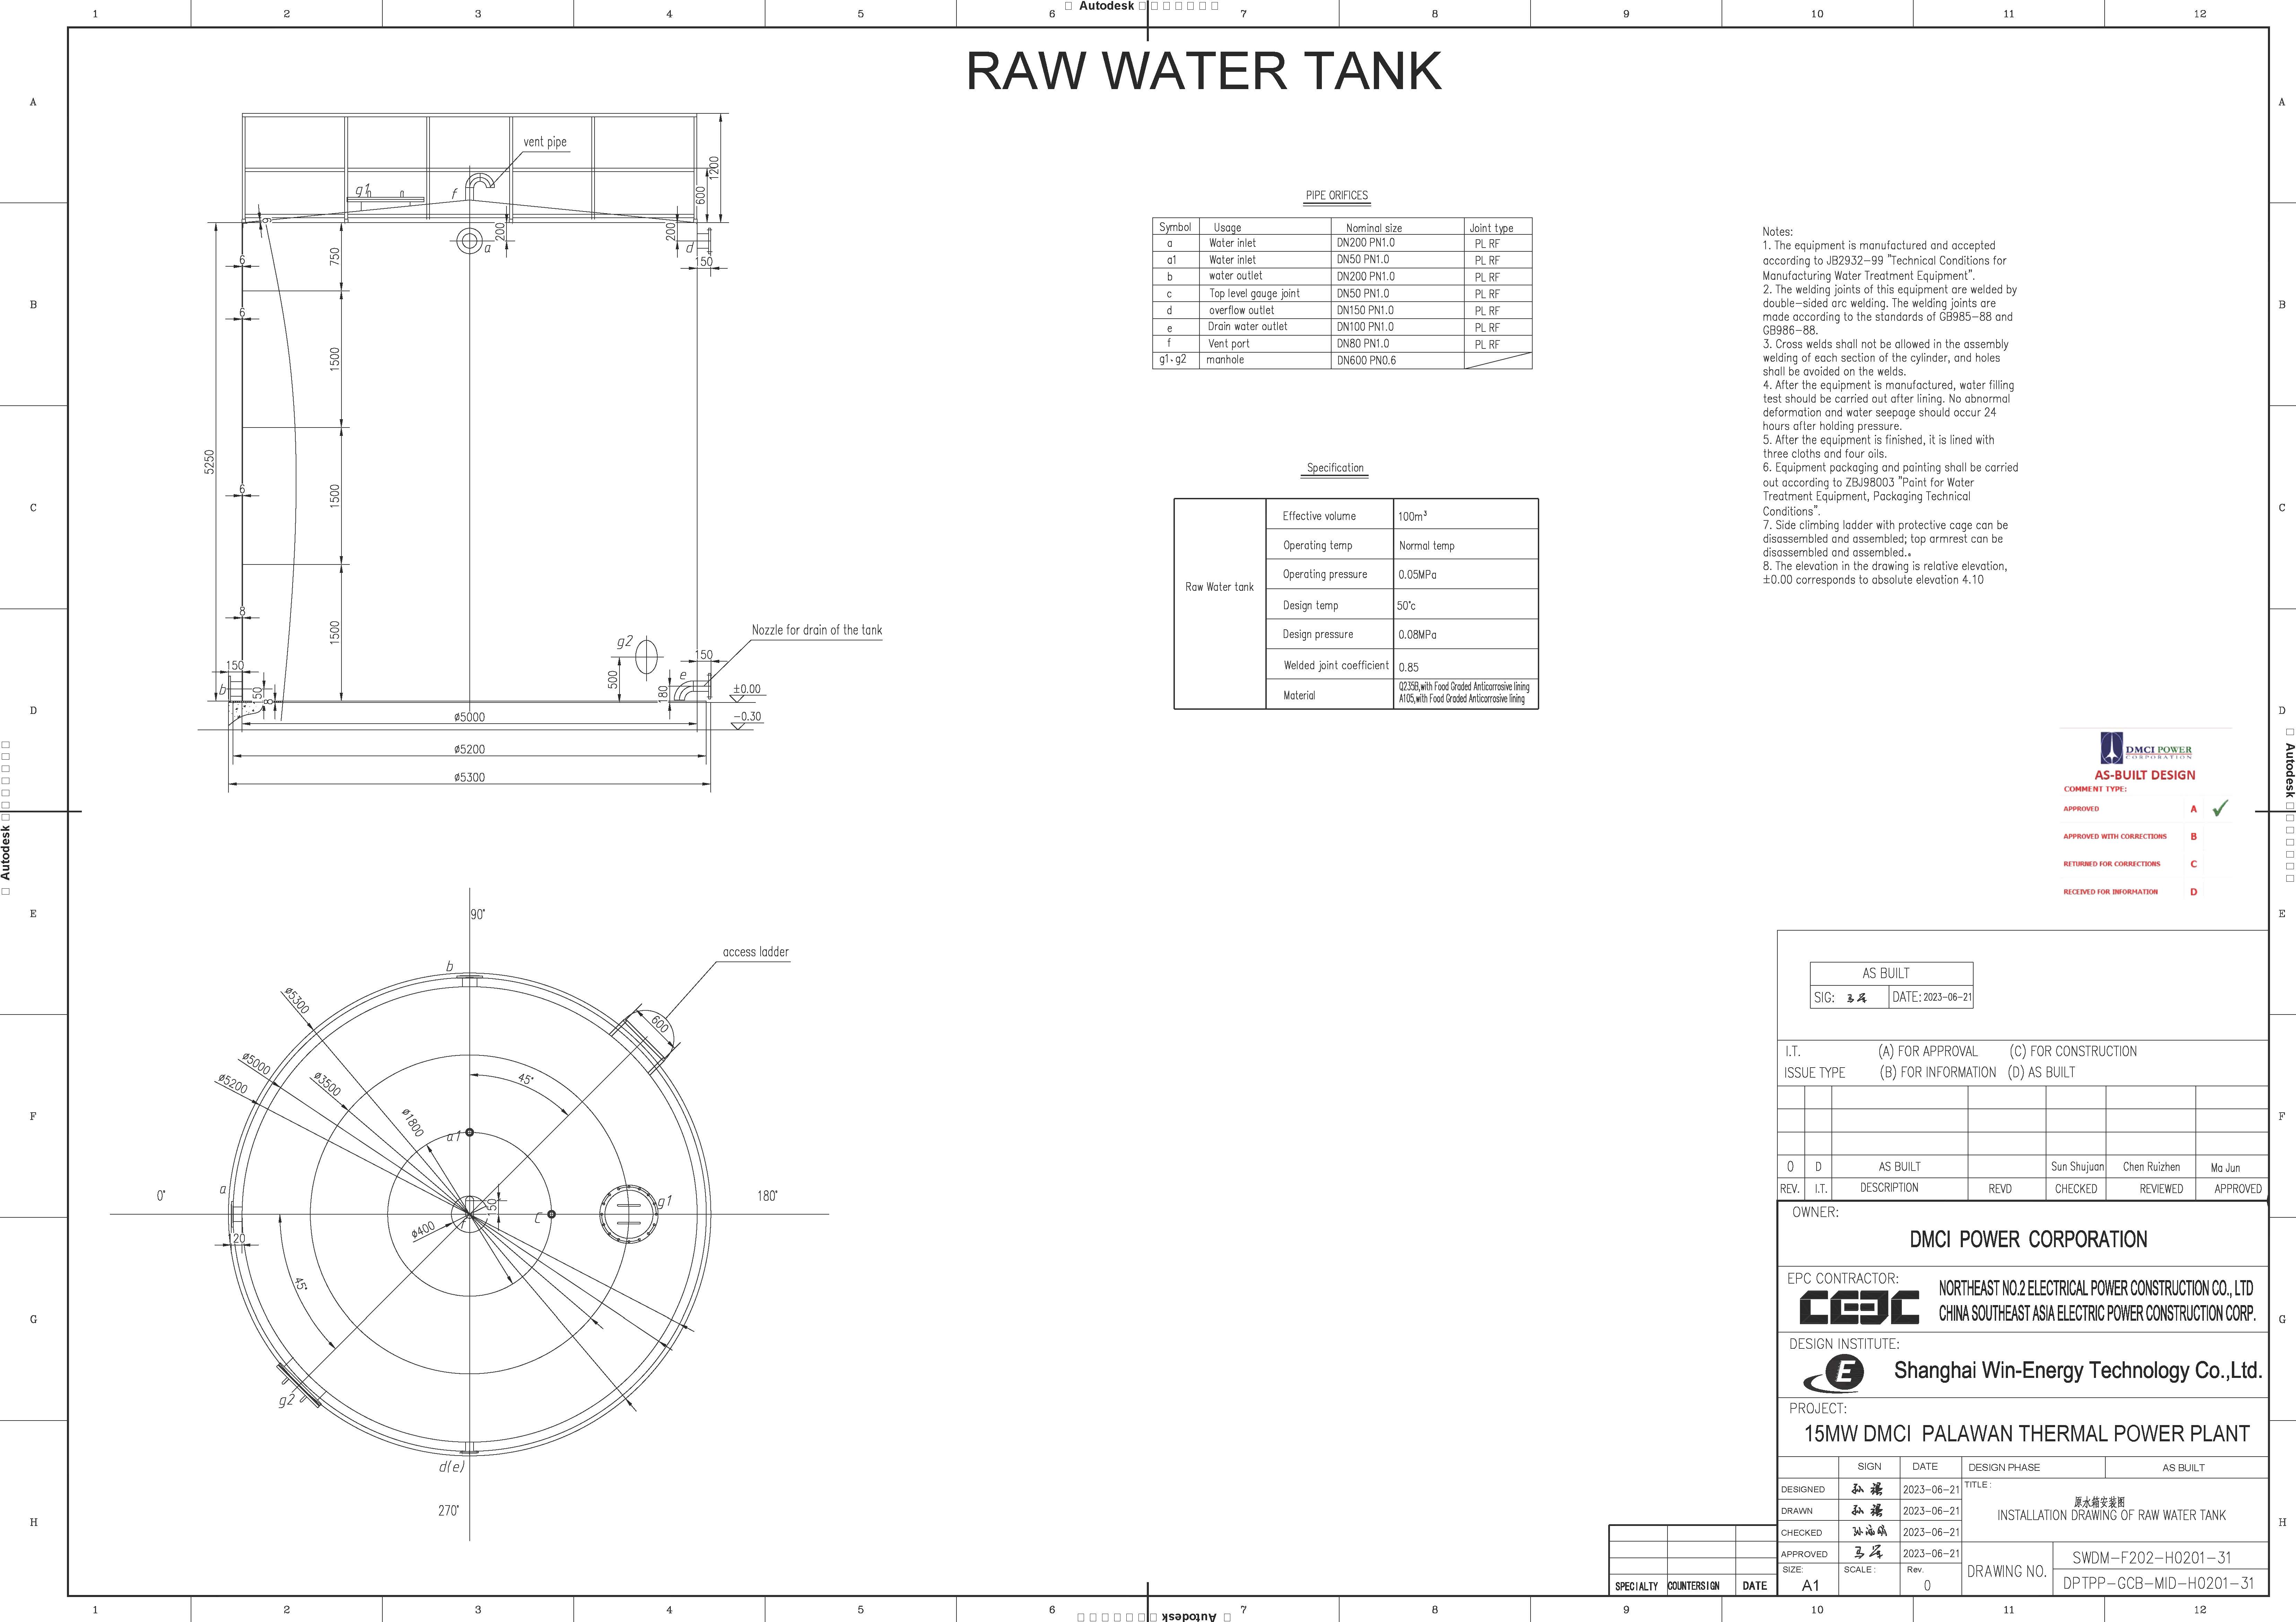 RAW WATER TANK
vent pipe
g1
f
1200
600
200
200
a
d
150
6
6
750
6
1500
5250
6
1500
8
1500
g2
Nozzle for drain of the tank
150
150
e
500
180
b
150
8
±0.00
-0.30
ø5000
ø5200
ø5300
90°
access ladder
b
ø5300
600
ø5000
ø3500
ø5200
45°
ø1800
a1
a
0°
180°
150
c
g1
f
ø400
120
45°
g2
d(e)
270°
PIPE ORIFICES
Symbol Usage Nominal size Joint type
a Water inlet DN200 PN1.0 PL RF
a1 Water inlet DN50 PN1.0 PL RF
b water outlet DN200 PN1.0 PL RF
c Top level gauge joint DN50 PN1.0 PL RF
d overflow outlet DN150 PN1.0 PL RF
e Drain water outlet DN100 PN1.0 PL RF
f Vent port DN80 PN1.0 PL RF
g1、g2 manhole DN600 PN0.6
Specification
Raw Water tank
Effective volume 100m³
Operating temp Normal temp
Operating pressure 0.05MPa
Design temp 50°c
Design pressure 0.08MPa
Welded joint coefficient 0.85
Material Q235B,with Food Graded Anticorrosive lining
A105,with Food Graded Anticorrosive lining
Notes:
1. The equipment is manufactured and accepted
according to JB2932-99 "Technical Conditions for
Manufacturing Water Treatment Equipment".
2. The welding joints of this equipment are welded by
double-sided arc welding. The welding joints are
made according to the standards of GB985-88 and
GB986-88.
3. Cross welds shall not be allowed in the assembly
welding of each section of the cylinder, and holes
shall be avoided on the welds.
4. After the equipment is manufactured, water filling
test should be carried out after lining. No abnormal
deformation and water seepage should occur 24
hours after holding pressure.
5. After the equipment is finished, it is lined with
three cloths and four oils.
6. Equipment packaging and painting shall be carried
out according to ZBJ98003 "Paint for Water
Treatment Equipment, Packaging Technical
Conditions".
7. Side climbing ladder with protective cage can be
disassembled and assembled; top armrest can be
disassembled and assembled.。
8. The elevation in the drawing is relative elevation,
±0.00 corresponds to absolute elevation 4.10
DMCI POWER
CORPORATION
AS-BUILT DESIGN
COMMENT TYPE:
APPROVED A ✓
APPROVED WITH CORRECTIONS B
RETURNED FOR CORRECTIONS C
RECEIVED FOR INFORMATION D
AS BUILT
SIG: DATE: 2023-06-21
I.T. (A) FOR APPROVAL (C) FOR CONSTRUCTION
ISSUE TYPE (B) FOR INFORMATION (D) AS BUILT
0 D AS BUILT Sun Shujuan Chen Ruizhen Ma Jun
REV. I.T. DESCRIPTION REVD CHECKED REVIEWED APPROVED
OWNER:
DMCI POWER CORPORATION
EPC CONTRACTOR:
CEEC
NORTHEAST NO.2 ELECTRICAL POWER CONSTRUCTION CO., LTD
CHINA SOUTHEAST ASIA ELECTRIC POWER CONSTRUCTION CORP.
DESIGN INSTITUTE:
E
Shanghai Win-Energy Technology Co.,Ltd.
PROJECT:
15MW DMCI PALAWAN THERMAL POWER PLANT
SIGN DATE DESIGN PHASE AS BUILT
DESIGNED 2023-06-21
DRAWN 2023-06-21
CHECKED 2023-06-21
APPROVED 2023-06-21
TITLE :
原水箱安装图
INSTALLATION DRAWING OF RAW WATER TANK
SIZE: A1
SCALE :
Rev. 0
DRAWING NO.
SWDM-F202-H0201-31
DPTPP-GCB-MID-H0201-31
SPECIALTY COUNTERSIGN DATE
1 2 3 4 5 6 7 8 9 10 11 12
A B C D E F G H
Autodesk
Autodesk
Autodesk
Autodesk